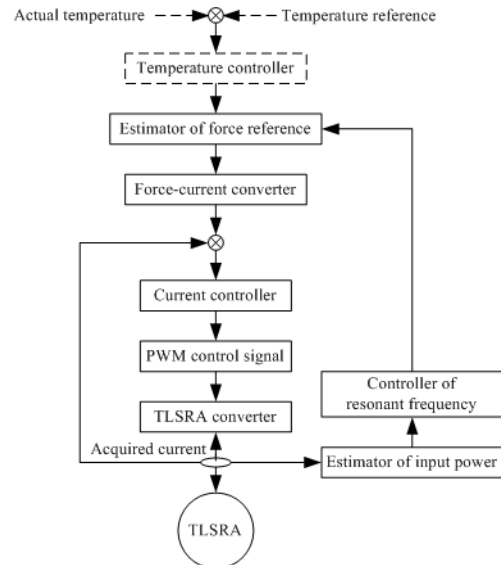 Actual temperature
Temperature reference
Temperature controller
Estimator of force reference
Force-current converter
Current controller
PWM control signal
TLSRA converter
Controller of
resonant frequency
Acquired current
Estimator of input power
TLSRA